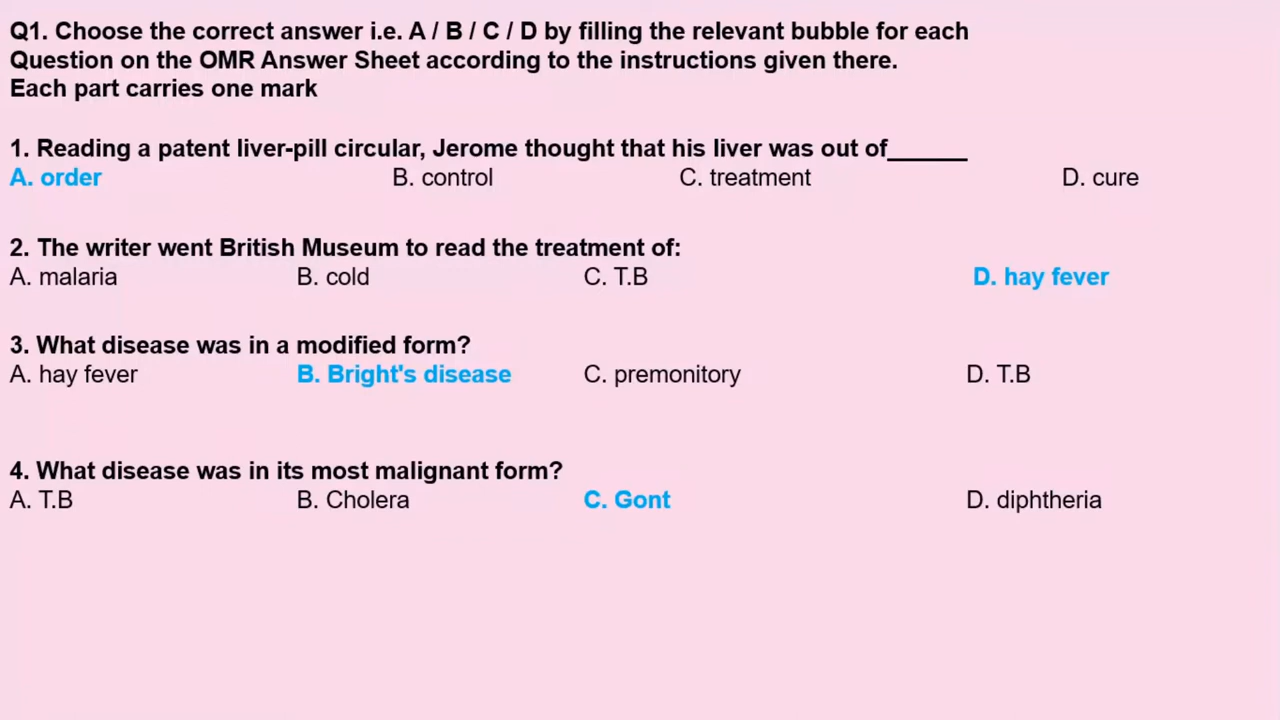 Q1. Choose the correct answer i.e. A / B / C / D by filling the relevant bubble for each
Question on the OMR Answer Sheet according to the instructions given there.
Each part carries one mark
1. Reading a patent liver-pill circular, Jerome thought that his liver was out of______
A. order B. control C. treatment D. cure
2. The writer went British Museum to read the treatment of:
A. malaria B. cold C. T.B D. hay fever
3. What disease was in a modified form?
A. hay fever B. Bright's disease C. premonitory D. T.B
4. What disease was in its most malignant form?
A. T.B B. Cholera C. Gont D. diphtheria